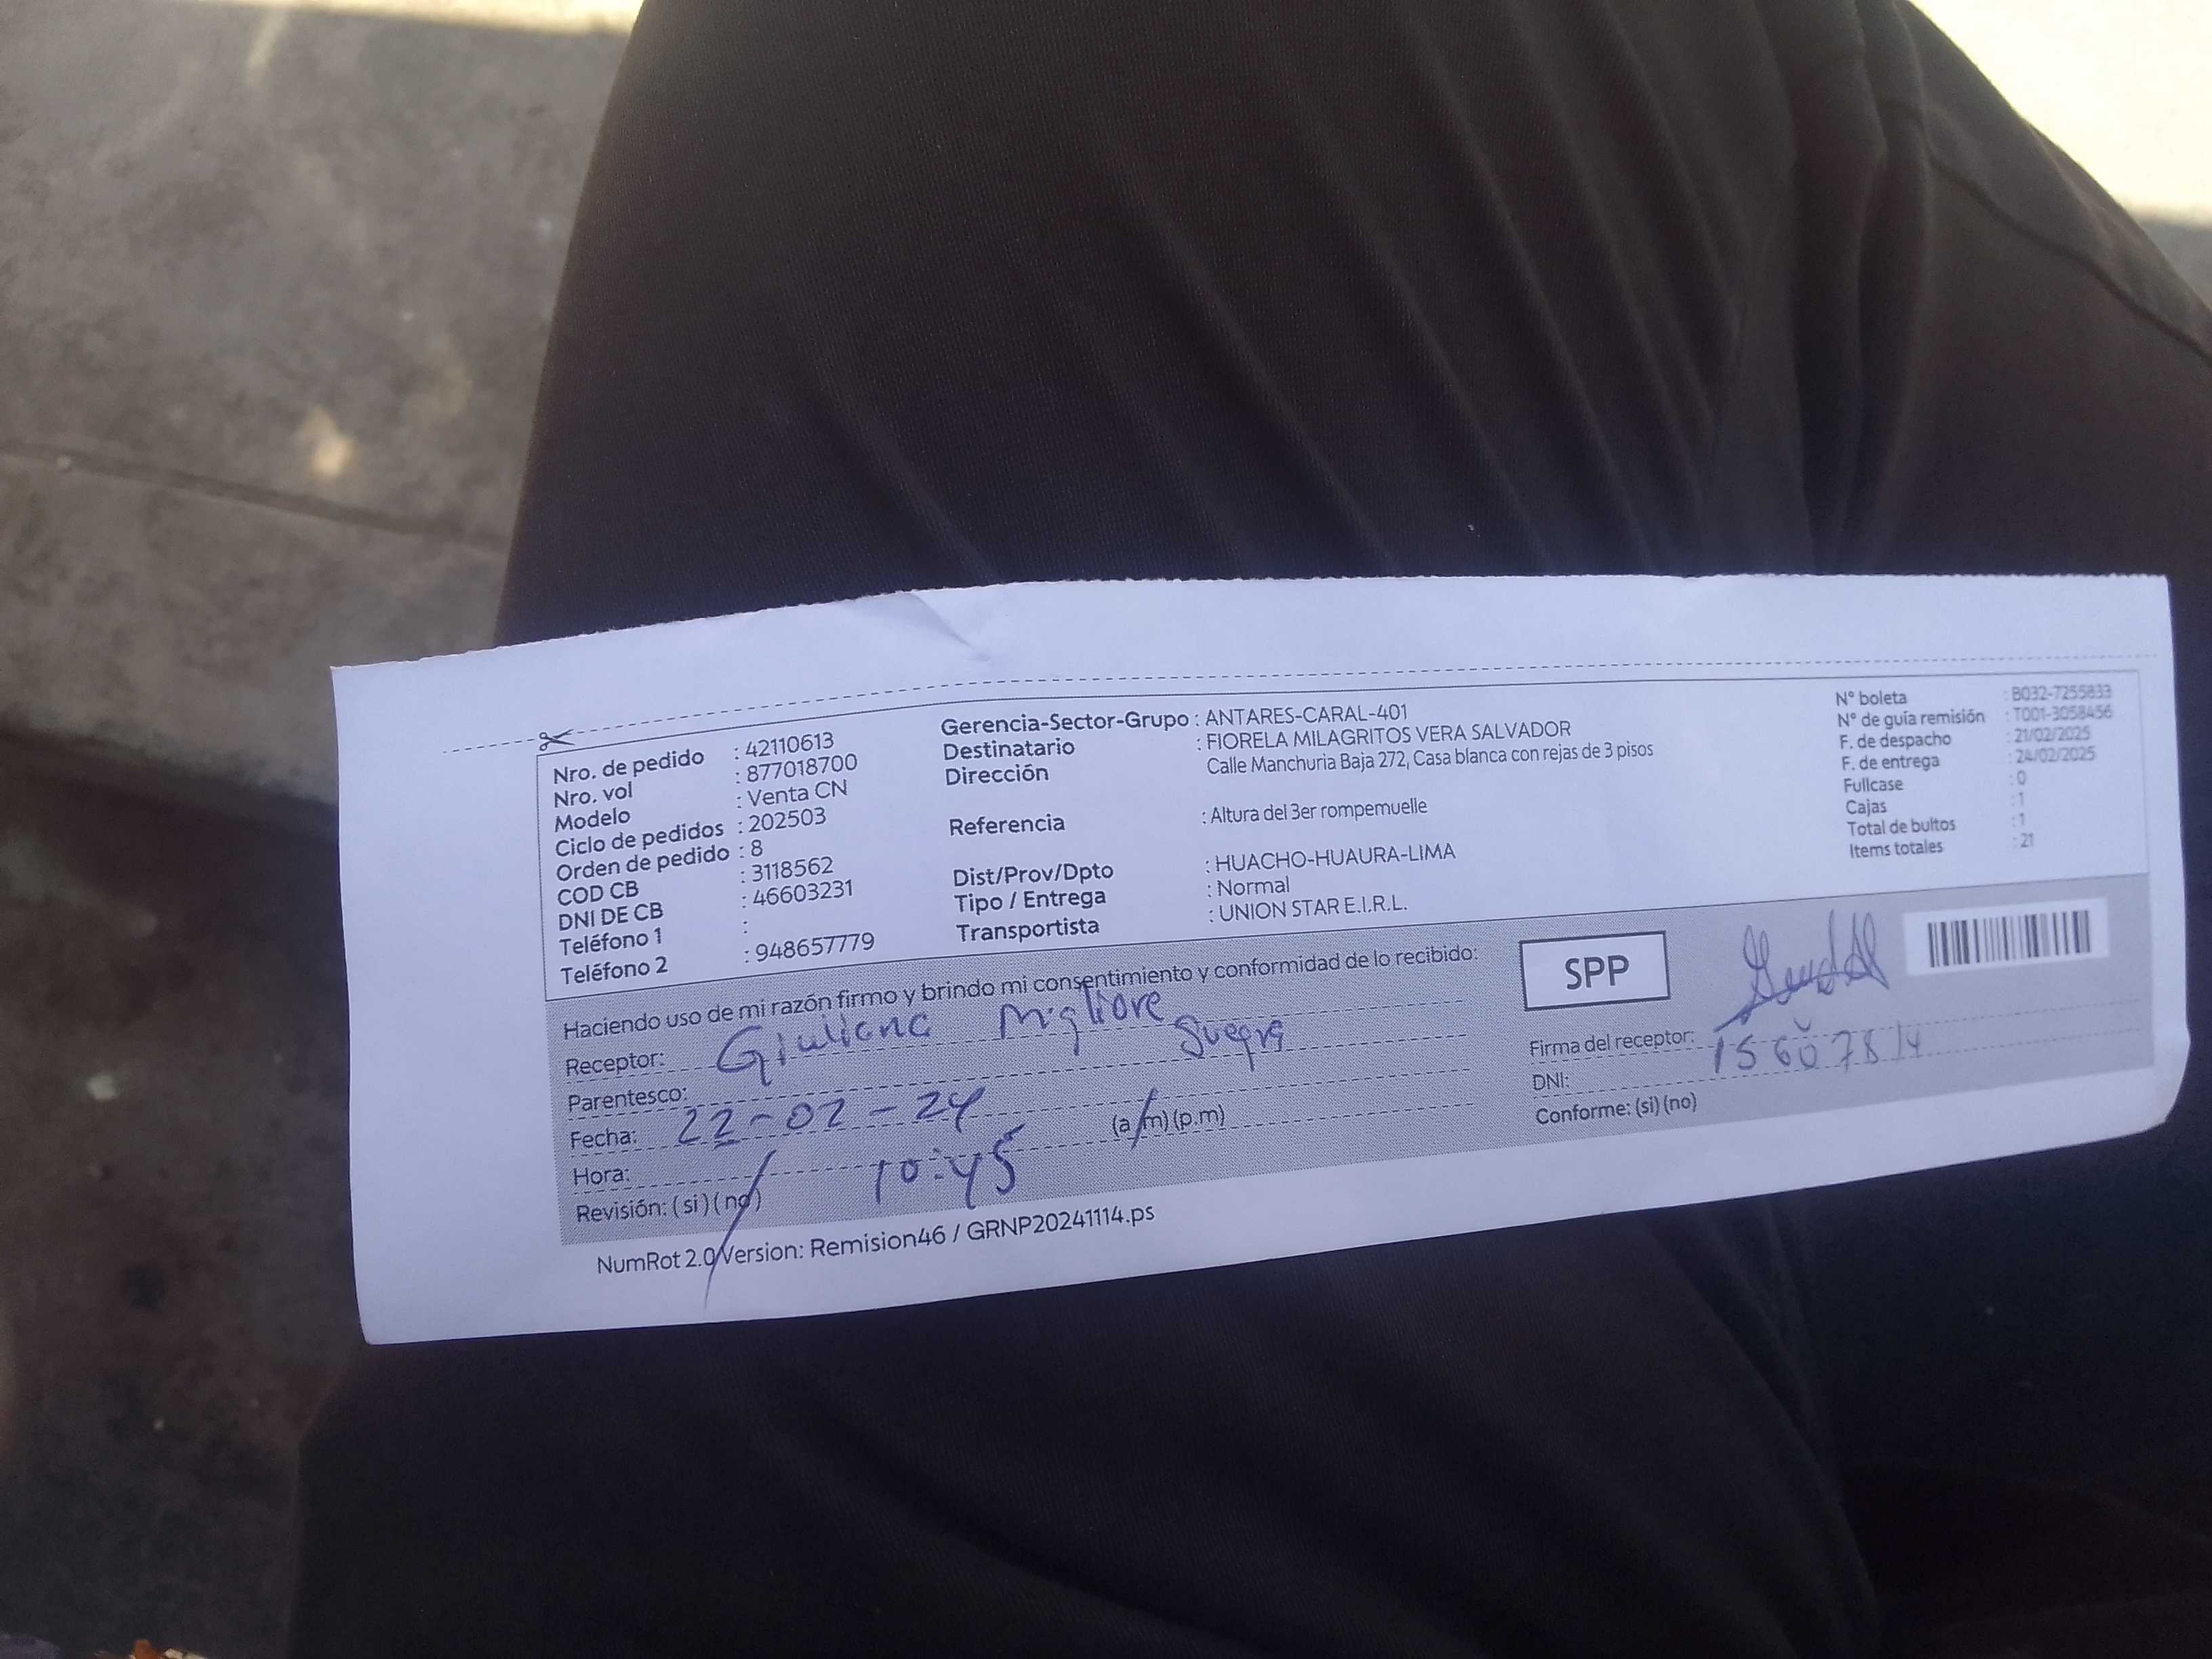 Nro. de pedido : 42110613
Nro. vol : 877018700
Modelo : Venta CN
Ciclo de pedidos : 202503
Orden de pedido : 8
COD CB : 3118562
DNI DE CB : 46603231
Teléfono 1 :
Teléfono 2 : 948657779
Gerencia-Sector-Grupo : ANTARES-CARAL-401
Destinatario : FIORELA MILAGRITOS VERA SALVADOR
Dirección Calle Manchuria Baja 272, Casa blanca con rejas de 3 pisos
Referencia : Altura del 3er rompemuelle
Dist/Prov/Dpto : HUACHO-HUAURA-LIMA
Tipo / Entrega : Normal
Transportista : UNION STAR E.I.R.L.
N° boleta : B032-7255833
N° de guía remisión : T001-3058456
F. de despacho : 21/02/2025
F. de entrega : 24/02/2025
Fullcase : 0
Cajas : 1
Total de bultos : 1
Items totales : 21
Haciendo uso de mi razón firmo y brindo mi consentimiento y conformidad de lo recibido:
Receptor: Giuliana Migliore
Parentesco: Suegra
Fecha: 22-02-24
Hora: 10:45 (a.m) (p.m)
Revisión: (si) (no)
SPP
Firma del receptor:
DNI: 15607814
Conforme: (si) (no)
NumRot 2.0 Version: Remision46 / GRNP20241114.ps